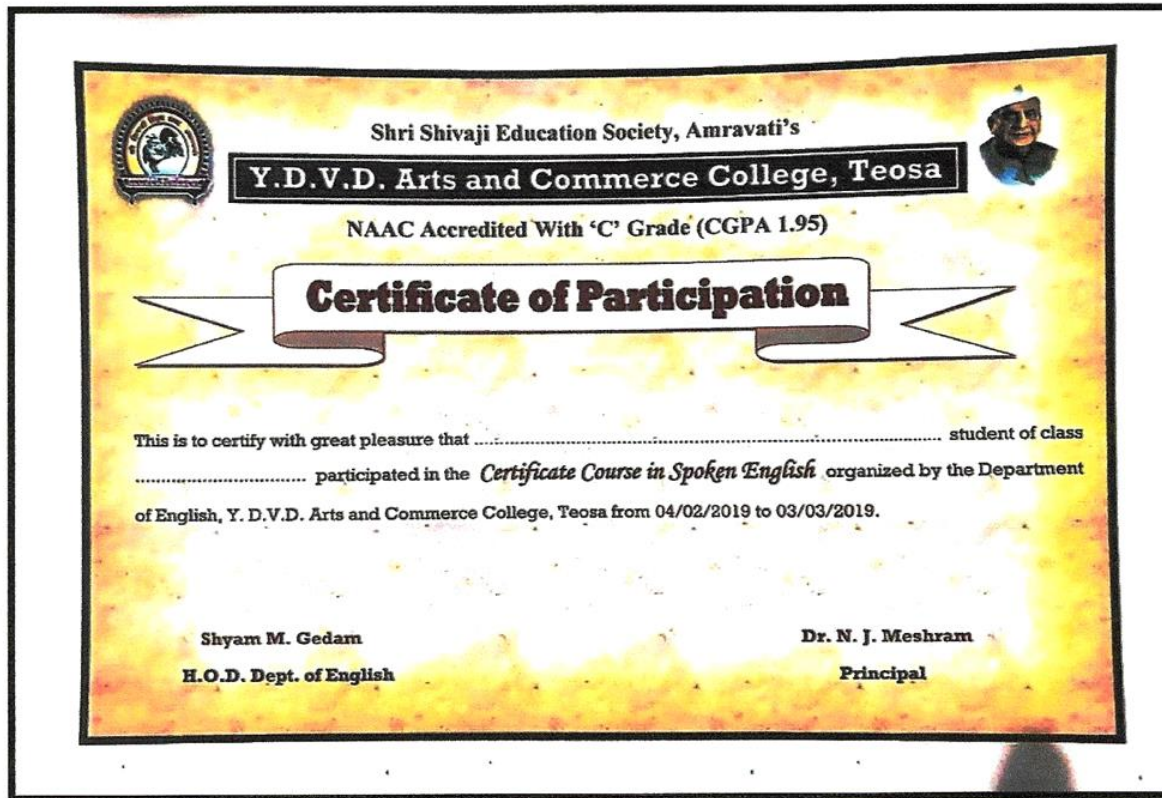 Shri Shivaji Education Society, Amravati's
Y.D.V.D. Arts and Commerce College, Teosa
NAAC Accredited With ‘C’ Grade (CGPA 1.95)
Certificate of Participation
This is to certify with great pleasure that ................................................................ student of class
................................. participated in the Certificate Course in Spoken English organized by the Department
of English, Y. D.V.D. Arts and Commerce College, Teosa from 04/02/2019 to 03/03/2019.
Shyam M. Gedam
H.O.D. Dept. of English
Dr. N. J. Meshram
Principal